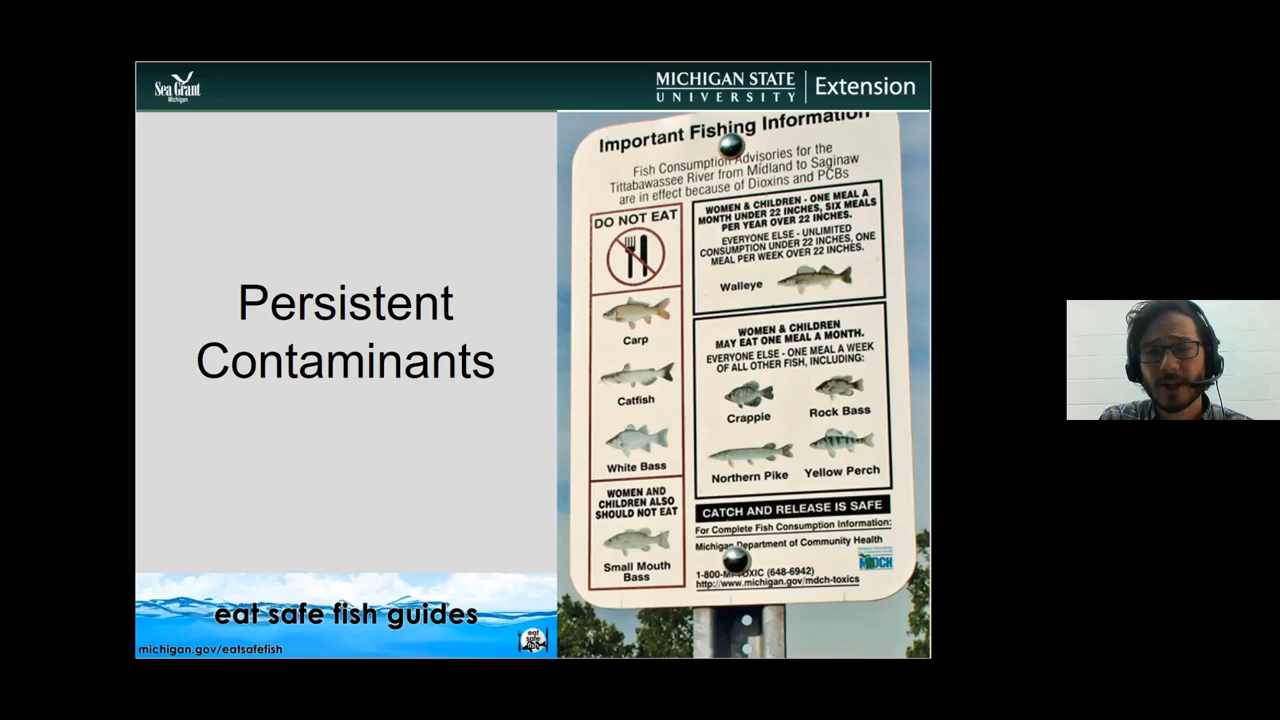 Sea Grant
Michigan
MICHIGAN STATE
UNIVERSITY
Extension
Persistent
Contaminants
eat safe fish guides
michigan.gov/eatsafefish
eat
safe
fish
Important Fishing Information
Fish Consumption Advisories for the
Tittabawassee River from Midland to Saginaw
are in effect because of Dioxins and PCBs
DO NOT EAT
Carp
Catfish
White Bass
WOMEN AND
CHILDREN ALSO
SHOULD NOT EAT
Small Mouth
Bass
WOMEN & CHILDREN - ONE MEAL A
MONTH UNDER 22 INCHES, SIX MEALS
PER YEAR OVER 22 INCHES.
EVERYONE ELSE - UNLIMITED
CONSUMPTION UNDER 22 INCHES, ONE
MEAL PER WEEK OVER 22 INCHES.
Walleye
WOMEN & CHILDREN
MAY EAT ONE MEAL A MONTH.
EVERYONE ELSE - ONE MEAL A WEEK
OF ALL OTHER FISH, INCLUDING:
Crappie
Rock Bass
Northern Pike
Yellow Perch
CATCH AND RELEASE IS SAFE
For Complete Fish Consumption Information:
Michigan Department of Community Health
1-800-MI-TOXIC (648-6942)
http://www.michigan.gov/mdch-toxics
MDCH